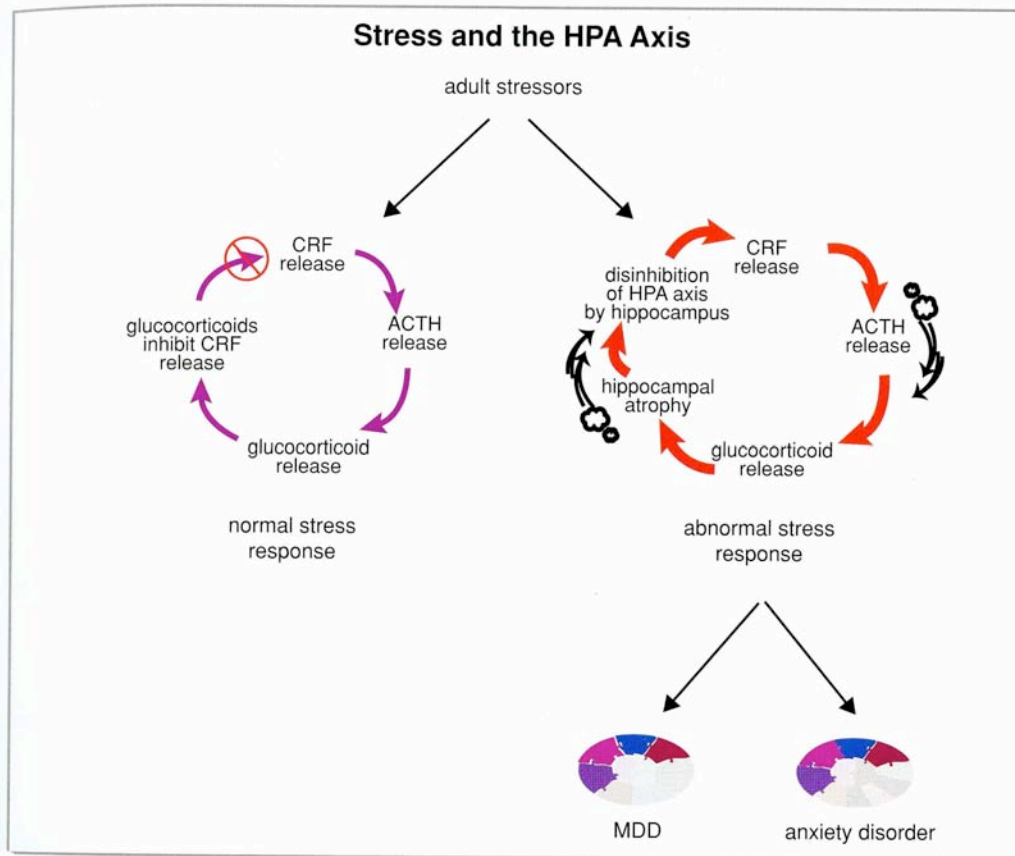 Stress and the HPA Axis
adult stressors
CRF
release
ACTH
release
glucocorticoid
release
glucocorticoids
inhibit CRF
release
normal stress
response
CRF
release
ACTH
release
glucocorticoid
release
hippocampal
atrophy
disinhibition
of HPA axis
by hippocampus
abnormal stress
response
MDD
anxiety disorder